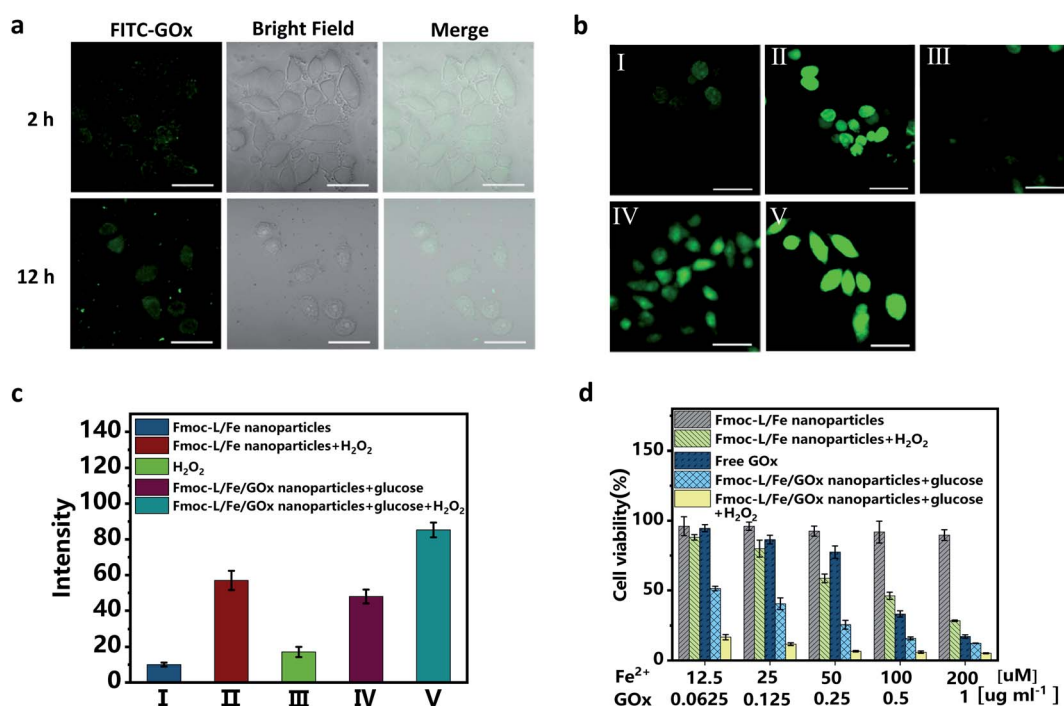 a
FITC-GOx Bright Field Merge
2 h
12 h
b
I II III
IV V
c
140
120
100
80
60
40
20
0
Intensity
Fmoc-L/Fe nanoparticles
Fmoc-L/Fe nanoparticles+H₂O₂
H₂O₂
Fmoc-L/Fe/GOx nanoparticles+glucose
Fmoc-L/Fe/GOx nanoparticles+glucose+H₂O₂
I II III IV V
d
150
100
50
0
Cell viability(%)
Fmoc-L/Fe nanoparticles
Fmoc-L/Fe nanoparticles+H₂O₂
Free GOx
Fmoc-L/Fe/GOx nanoparticles+glucose
Fmoc-L/Fe/GOx nanoparticles+glucose
+H₂O₂
Fe²⁺ 12.5 25 50 100 200 [uM]
GOx 0.0625 0.125 0.25 0.5 1 [ug ml⁻¹]